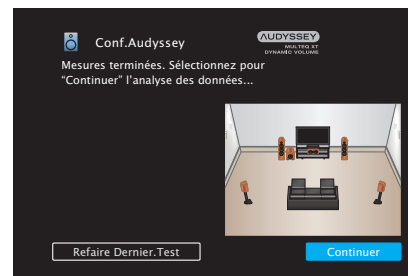 Conf.Audyssey
AUDYSSEY
MULTEQ XT
DYNAMIC VOLUME
Mesures terminées. Sélectionnez pour
“Continuer” l’analyse des données...
Refaire Dernier.Test
Continuer